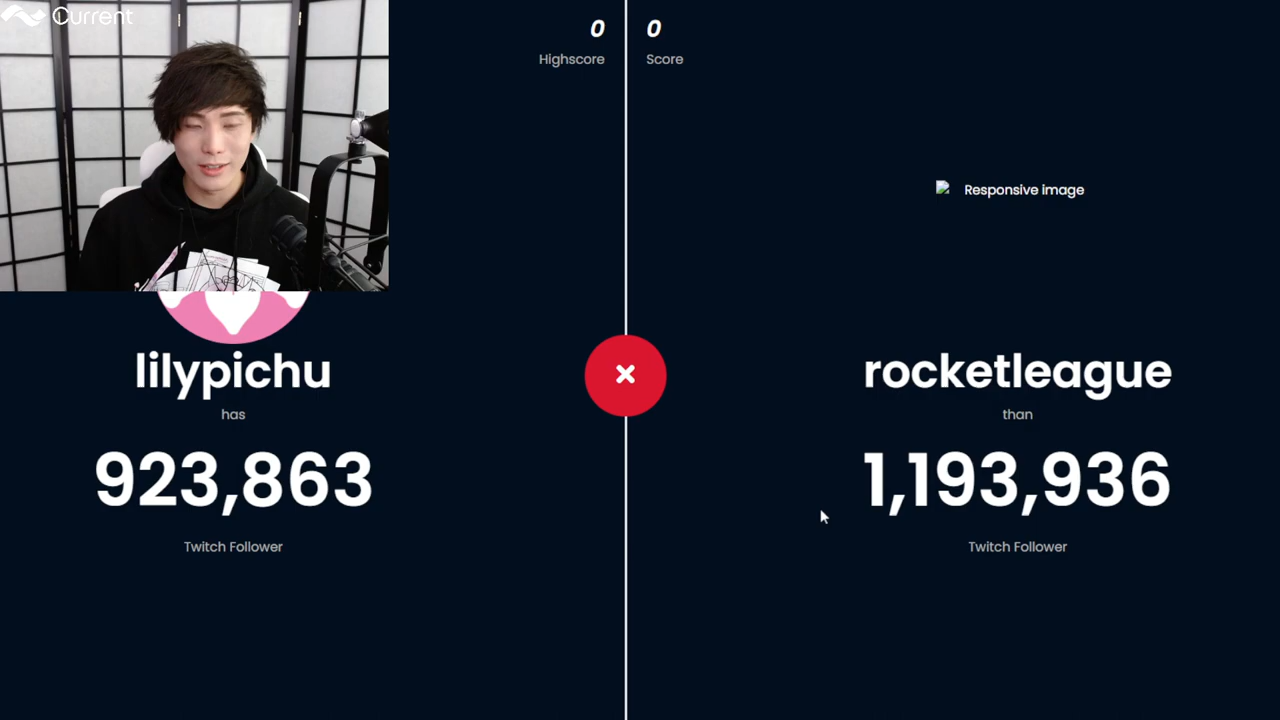 Current
0
Highscore
0
Score
Responsive image
lilypichu
has
923,863
Twitch Follower
rocketleague
than
1,193,936
Twitch Follower